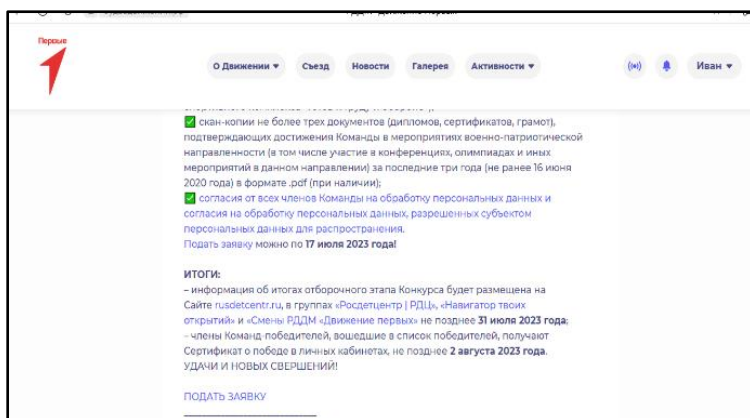 Первые
О Движении
Съезд
Новости
Галерея
Активности
Иван
✅ скан-копии не более трех документов (дипломов, сертификатов, грамот),
подтверждающих достижения Команды в мероприятиях военно-патриотической
направленности (в том числе участие в конференциях, олимпиадах и иных
мероприятий в данном направлении) за последние три года (не ранее 16 июня
2020 года) в формате .pdf (при наличии);
✅ согласия от всех членов Команды на обработку персональных данных и
согласия на обработку персональных данных, разрешенных субъектом
персональных данных для распространения.
Подать заявку можно по 17 июля 2023 года!
ИТОГИ:
– информация об итогах отборочного этапа Конкурса будет размещена на
Сайте rusdetcentr.ru, в группах «Росдетцентр | РДЦ», «Навигатор твоих
открытий» и «Смены РДДМ «Движение первых» не позднее 31 июля 2023 года;
– члены Команд-победителей, вошедшие в список победителей, получают
Сертификат о победе в личных кабинетах, не позднее 2 августа 2023 года.
УДАЧИ И НОВЫХ СВЕРШЕНИЙ!
ПОДАТЬ ЗАЯВКУ